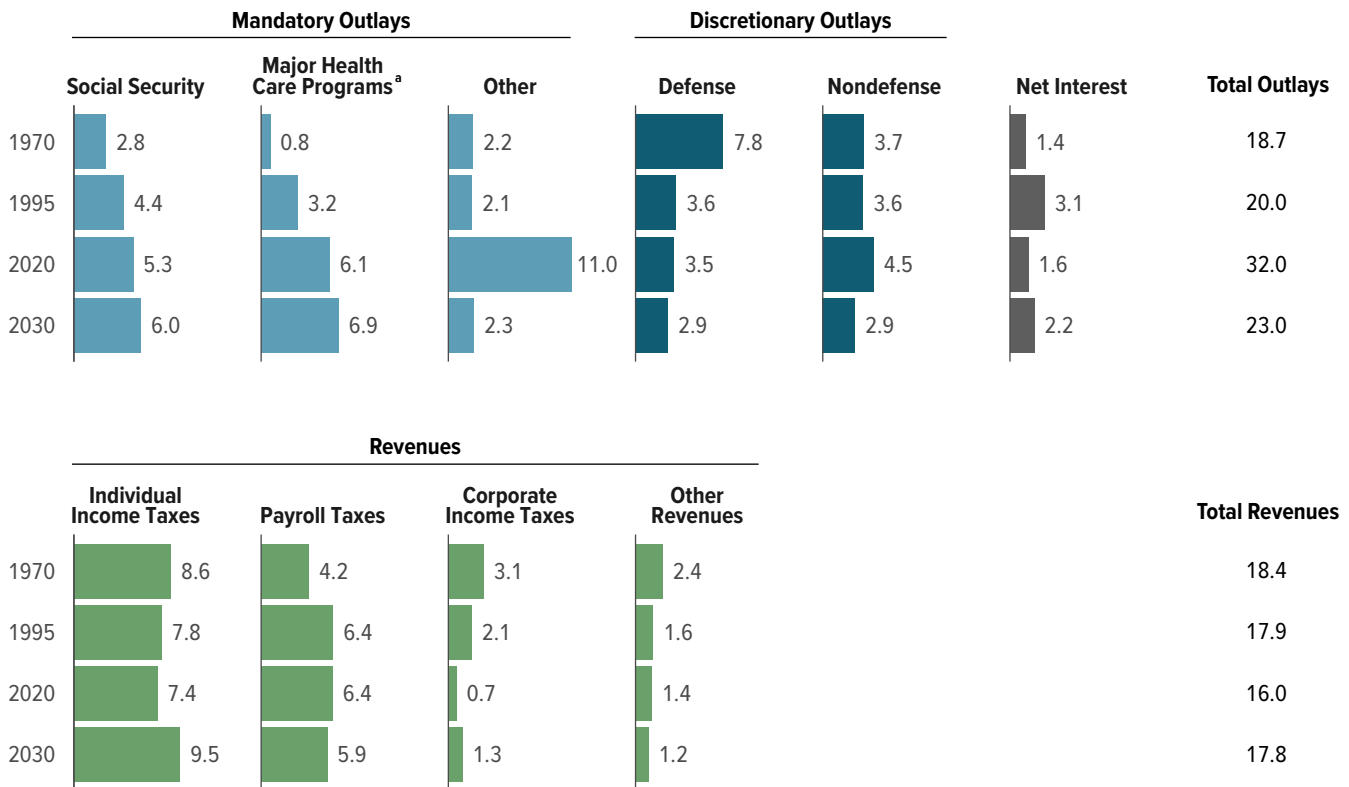 Mandatory Outlays Discretionary Outlays
Social Security Major Health Care Programs a Other Defense Nondefense Net Interest Total Outlays
1970 2.8 0.8 2.2 7.8 3.7 1.4 18.7
1995 4.4 3.2 2.1 3.6 3.6 3.1 20.0
2020 5.3 6.1 11.0 3.5 4.5 1.6 32.0
2030 6.0 6.9 2.3 2.9 2.9 2.2 23.0
Revenues
Individual Income Taxes Payroll Taxes Corporate Income Taxes Other Revenues Total Revenues
1970 8.6 4.2 3.1 2.4 18.4
1995 7.8 6.4 2.1 1.6 17.9
2020 7.4 6.4 0.7 1.4 16.0
2030 9.5 5.9 1.3 1.2 17.8